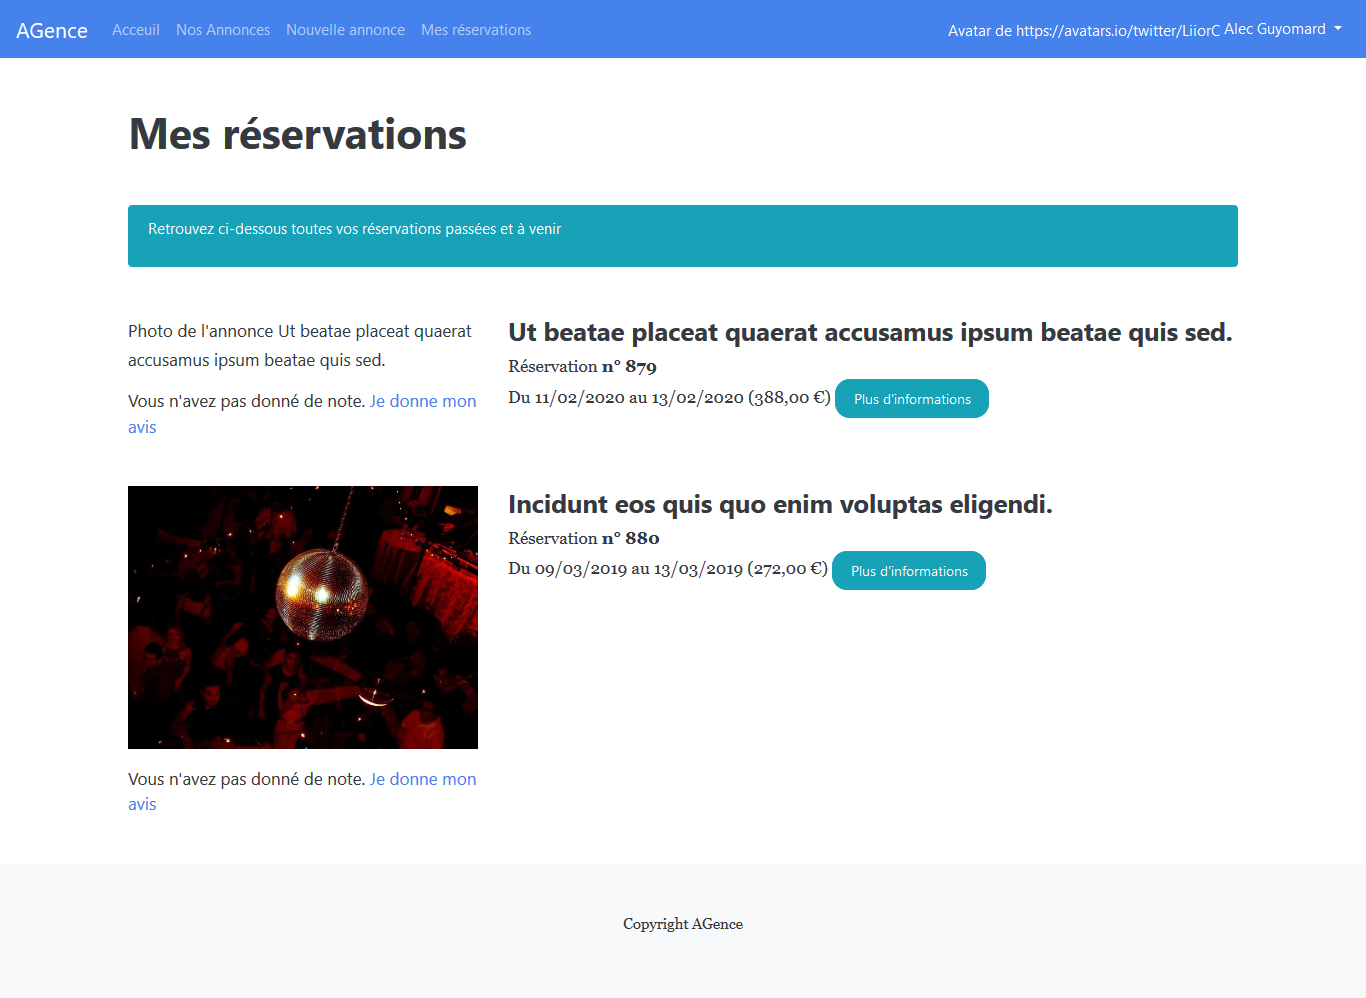 AGence Acceuil Nos Annonces Nouvelle annonce Mes réservations Avatar de https://avatars.io/twitter/LiiorC Alec Guyomard
Mes réservations
Retrouvez ci-dessous toutes vos réservations passées et à venir
Photo de l'annonce Ut beatae placeat quaerat
accusamus ipsum beatae quis sed.
Vous n'avez pas donné de note. Je donne mon
avis
Ut beatae placeat quaerat accusamus ipsum beatae quis sed.
Réservation n° 879
Du 11/02/2020 au 13/02/2020 (388,00 €) Plus d'informations
Incidunt eos quis quo enim voluptas eligendi.
Réservation n° 880
Du 09/03/2019 au 13/03/2019 (272,00 €) Plus d'informations
Vous n'avez pas donné de note. Je donne mon
avis
Copyright AGence